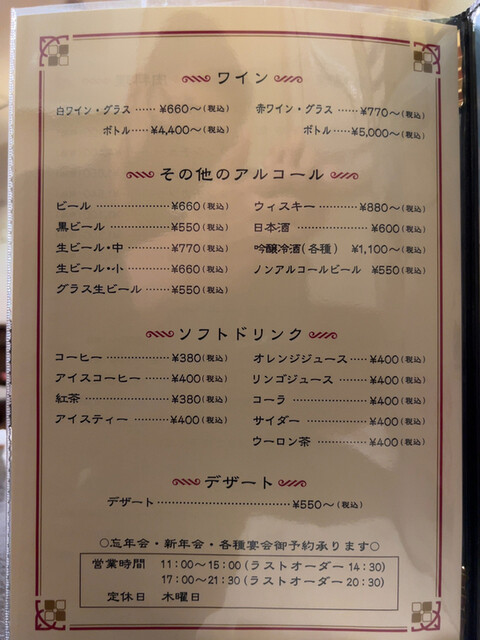 ワイン
白ワイン・グラス …… ¥660〜(税込) 赤ワイン・グラス …… ¥770〜(税込)
ボトル …… ¥4,400〜(税込) ボトル …… ¥5,000〜(税込)
その他のアルコール
ビール ……………… ¥660(税込) ウィスキー ………… ¥880〜(税込)
黒ビール …………… ¥550(税込) 日本酒 ……………… ¥600(税込)
生ビール・中 ……… ¥770(税込) 吟醸冷酒(各種) ¥1,100〜(税込)
生ビール・小 ……… ¥660(税込) ノンアルコールビール ¥550(税込)
グラス生ビール …… ¥550(税込)
ソフトドリンク
コーヒー …………… ¥380(税込) オレンジジュース …… ¥400(税込)
アイスコーヒー …… ¥400(税込) リンゴジュース ……… ¥400(税込)
紅茶 ………………… ¥380(税込) コーラ ……………… ¥400(税込)
アイスティー ……… ¥400(税込) サイダー …………… ¥400(税込)
ウーロン茶 ………… ¥400(税込)
デザート
デザート ………………………………… ¥550〜(税込)
○忘年会・新年会・各種宴会御予約承ります○
営業時間 11:00〜15:00(ラストオーダー 14:30)
17:00〜21:30(ラストオーダー 20:30)
定休日 木曜日